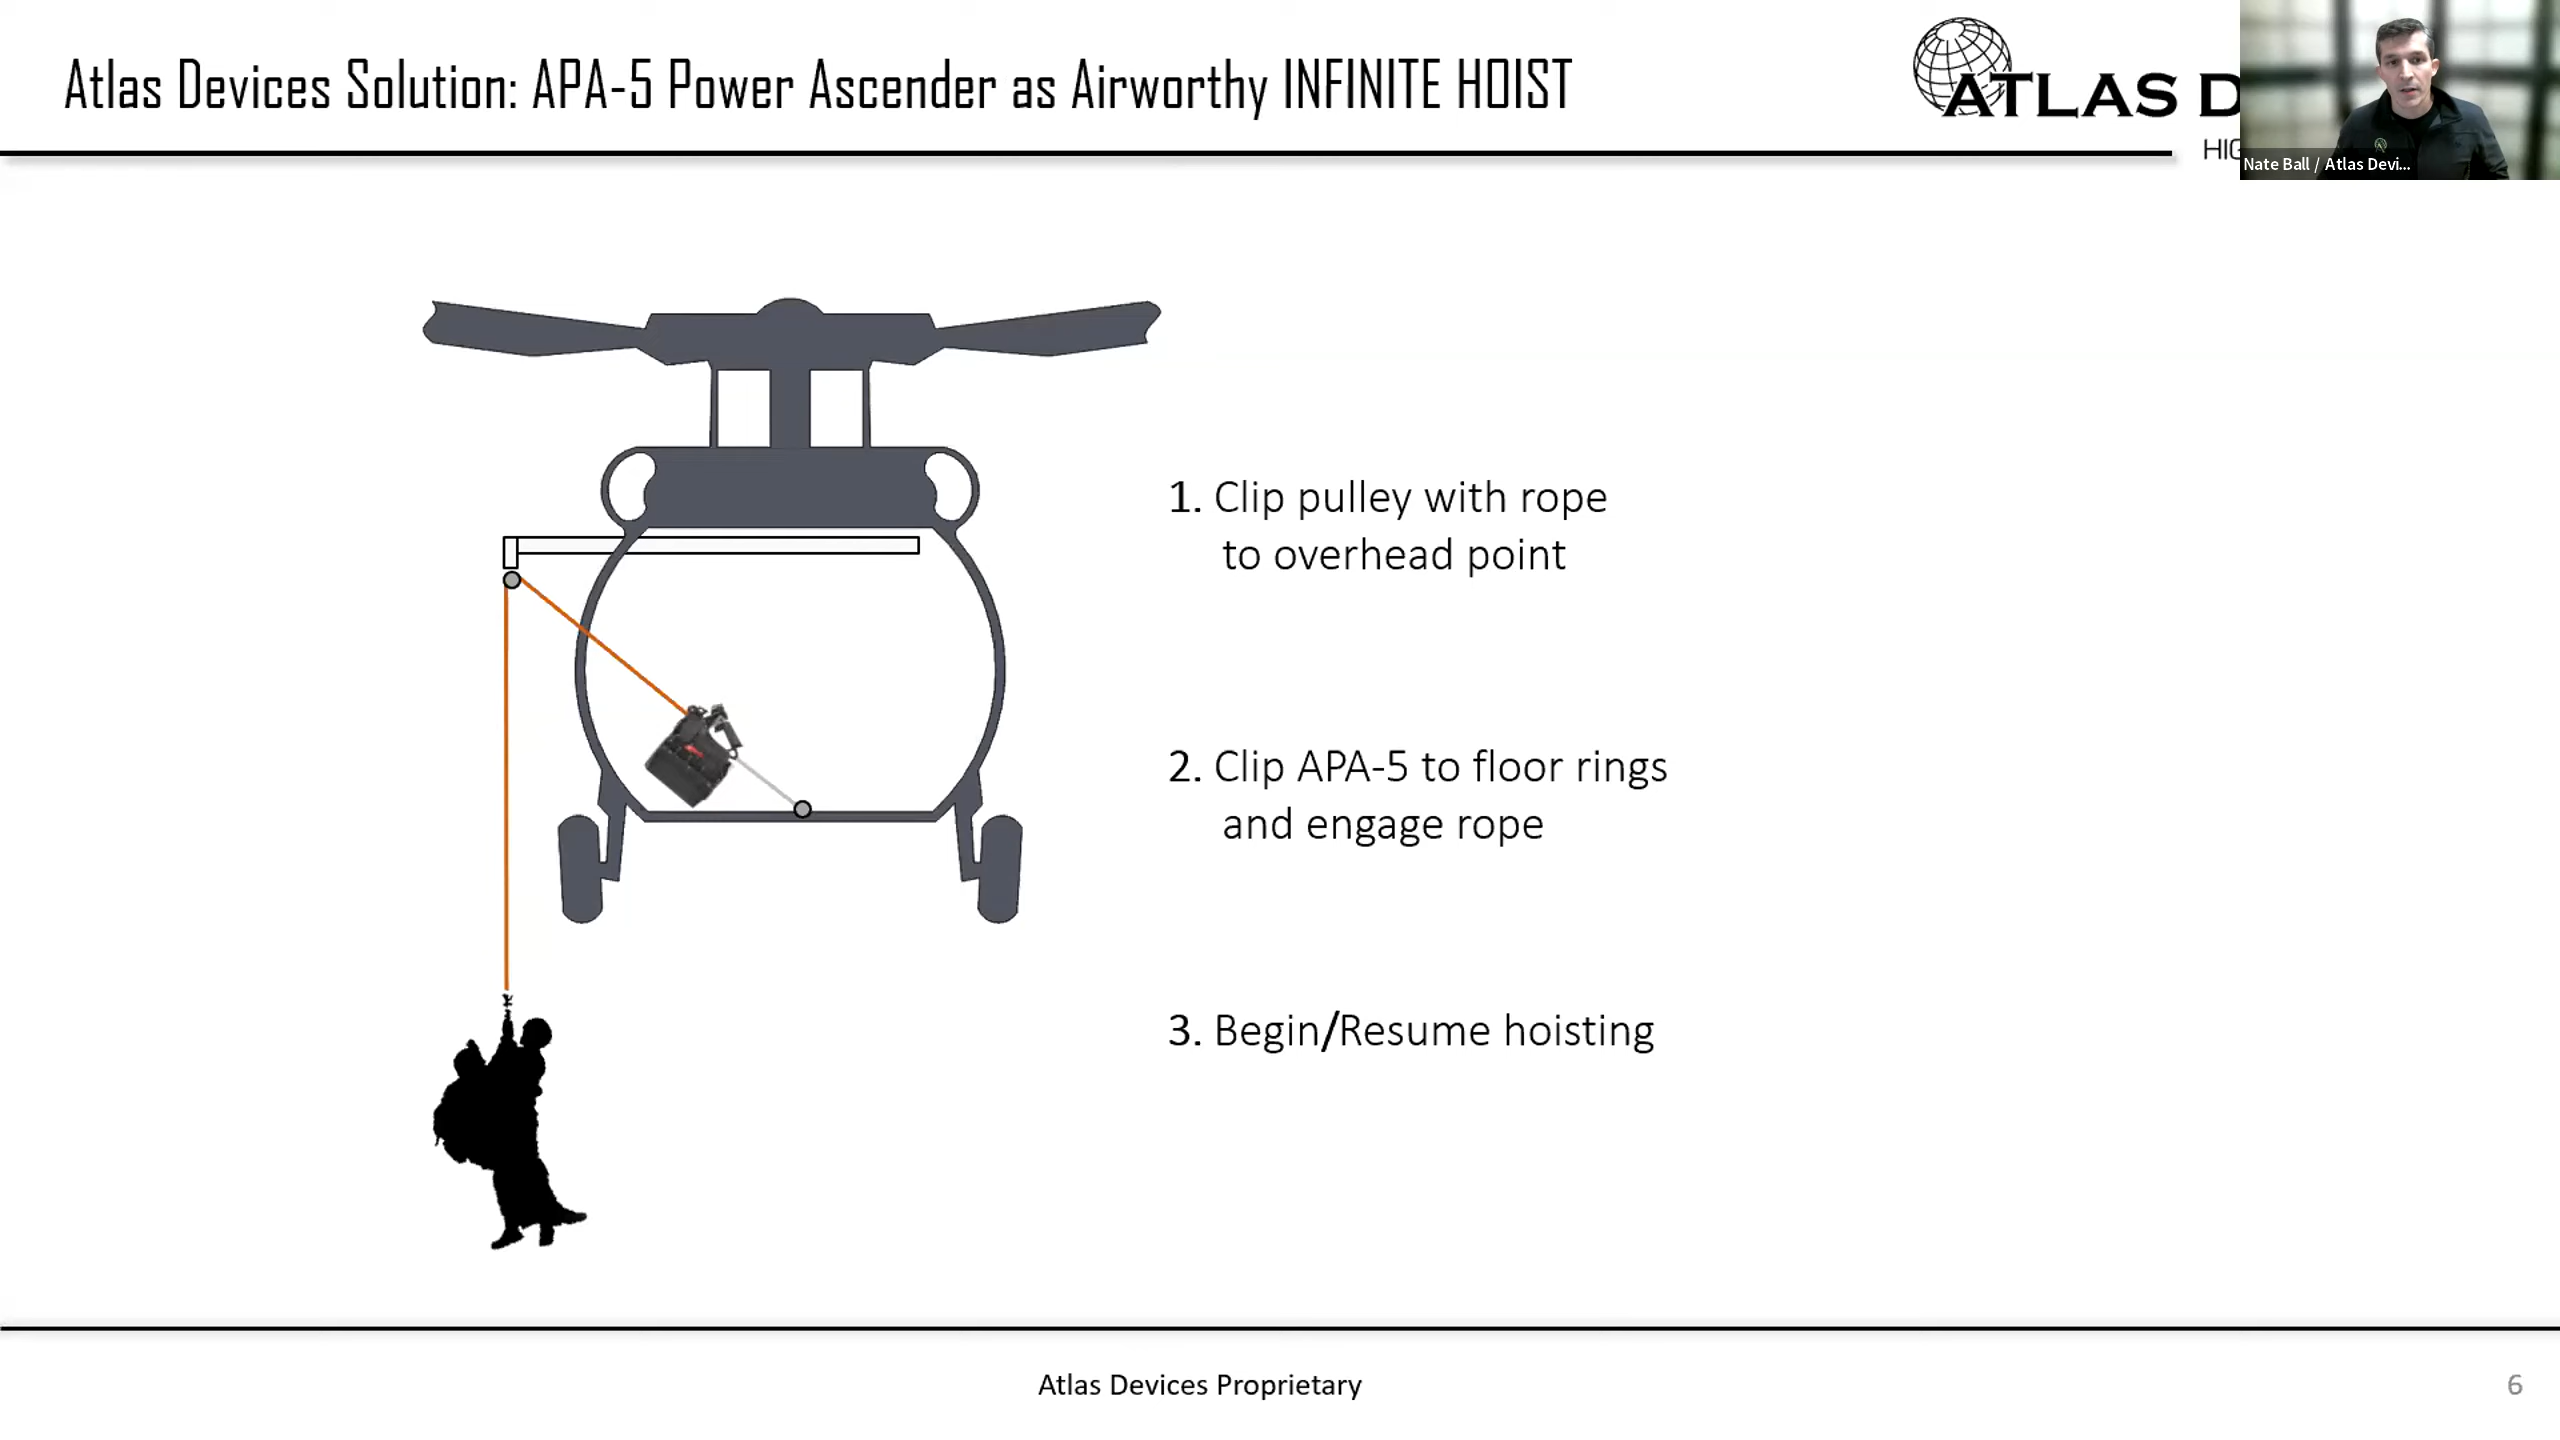 Atlas Devices Solution: APA-5 Power Ascender as Airworthy INFINITE HOIST
ATLAS D
HIG
Nate Ball / Atlas Devi...
1. Clip pulley with rope
to overhead point
2. Clip APA-5 to floor rings
and engage rope
3. Begin/Resume hoisting
Atlas Devices Proprietary
6